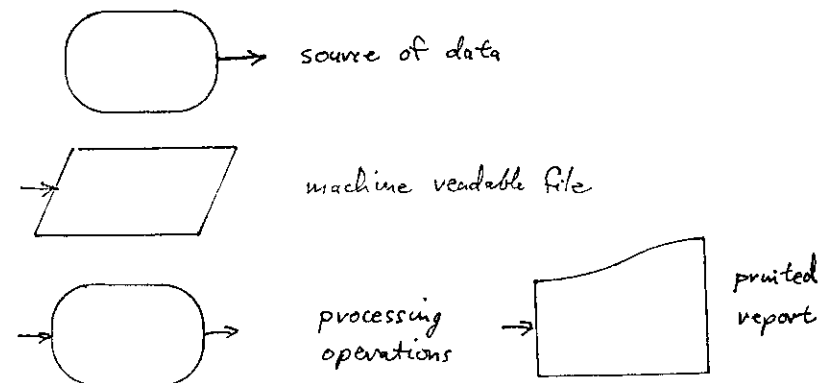 source of data
machine readable file
processing
operations
printed
report